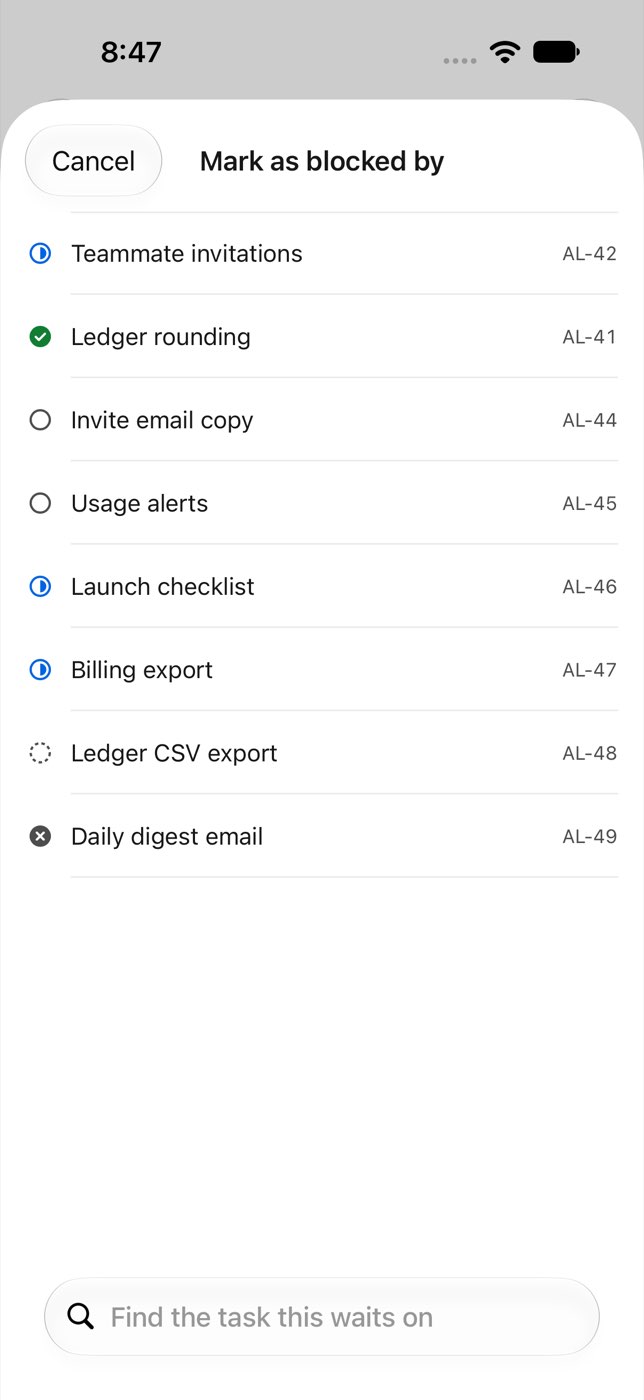 8:47
Cancel
Mark as blocked by
Teammate invitations AL-42
Ledger rounding AL-41
Invite email copy AL-44
Usage alerts AL-45
Launch checklist AL-46
Billing export AL-47
Ledger CSV export AL-48
Daily digest email AL-49
Find the task this waits on